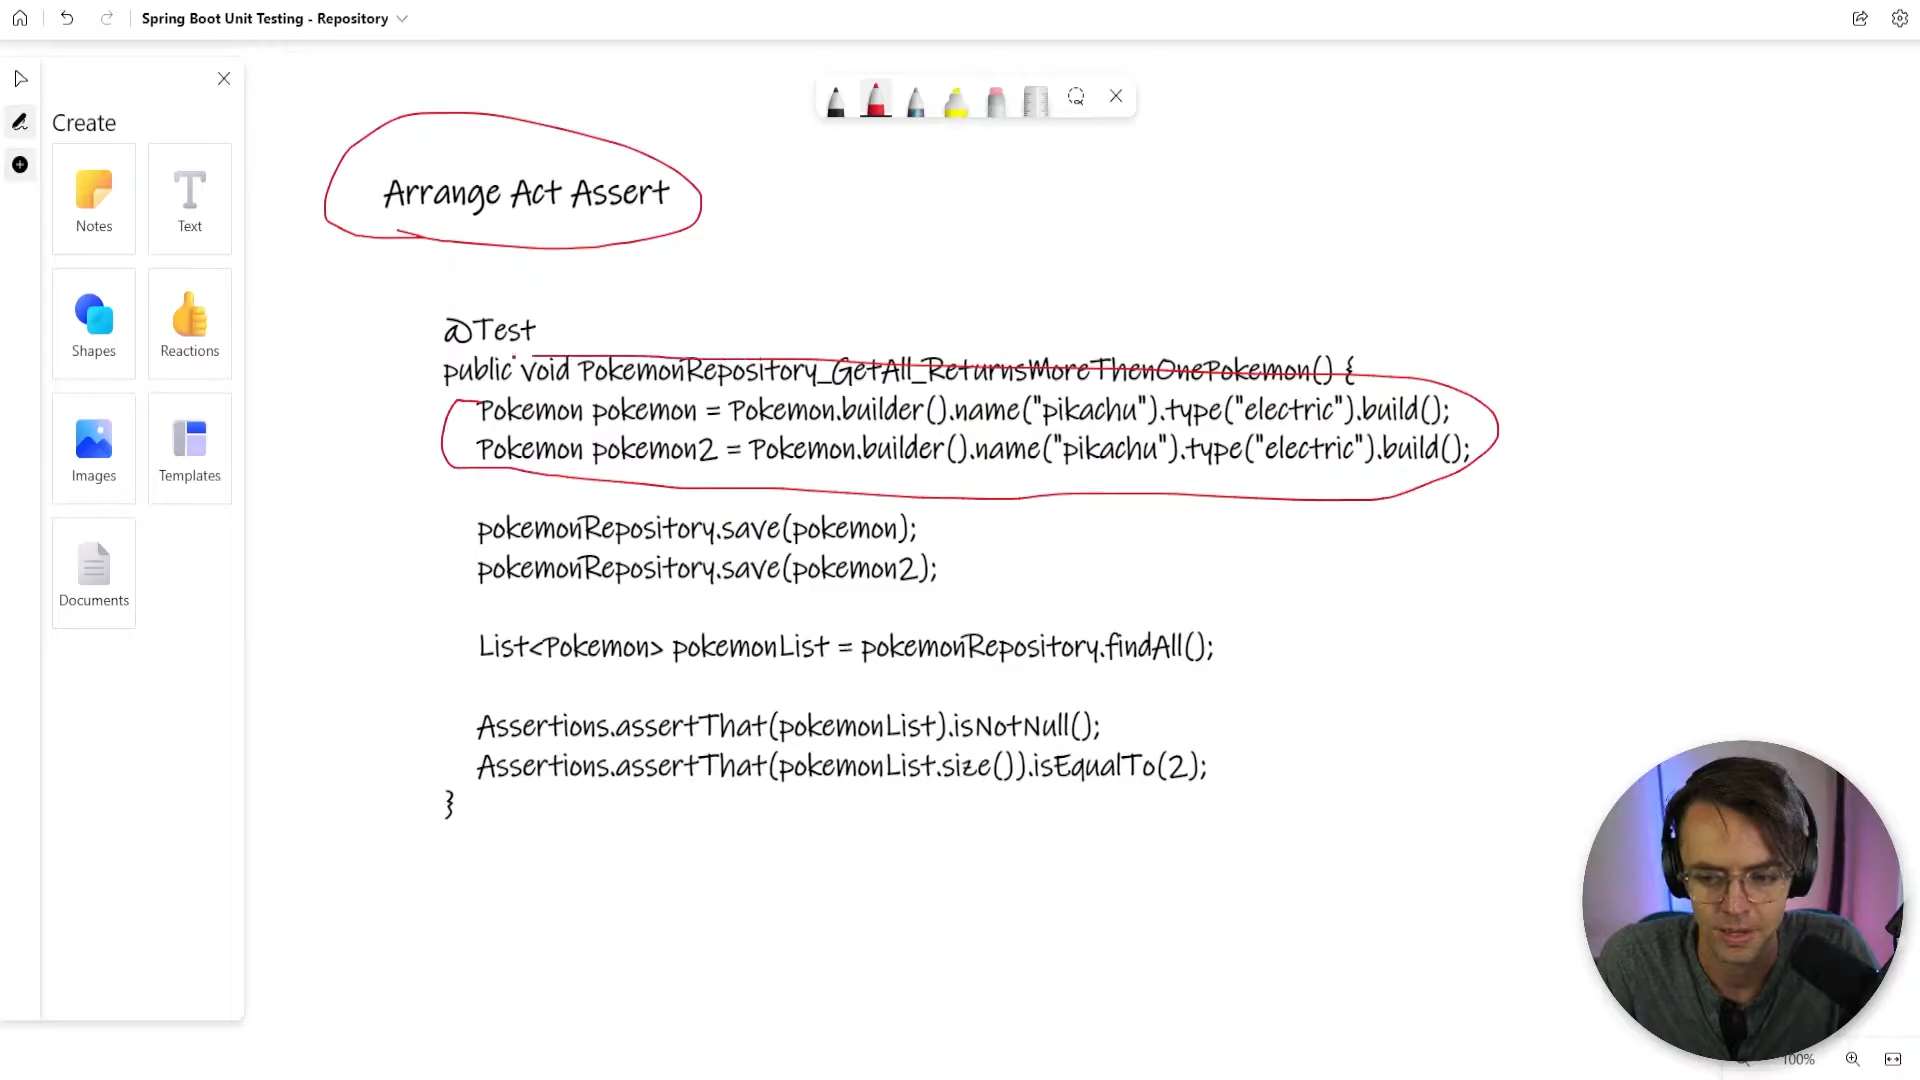 Spring Boot Unit Testing - Repository
Create
Notes
Text
Shapes
Reactions
Images
Templates
Documents
Arrange Act Assert
@Test
public void PokemonRepository_GetAll_ReturnsMoreThenOnePokemon() {
Pokemon pokemon = Pokemon.builder().name("pikachu").type("electric").build();
Pokemon pokemon2 = Pokemon.builder().name("pikachu").type("electric").build();
pokemonRepository.save(pokemon);
pokemonRepository.save(pokemon2);
List<Pokemon> pokemonList = pokemonRepository.findAll();
Assertions.assertThat(pokemonList).isNotNull();
Assertions.assertThat(pokemonList.size()).isEqualTo(2);
}
100%